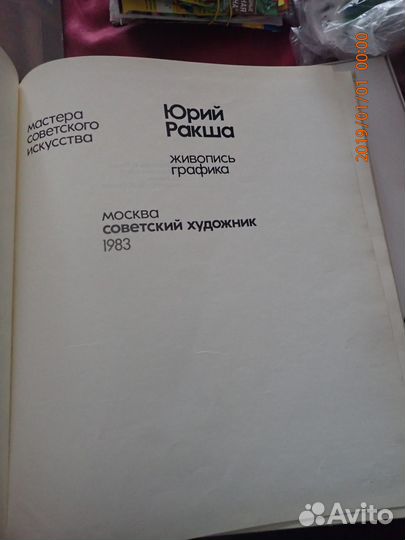 мастера
советского
искусства
Юрий
Ракша
живопись
графика
москва
советский художник
1983
2019/01/01 00:00
Avito